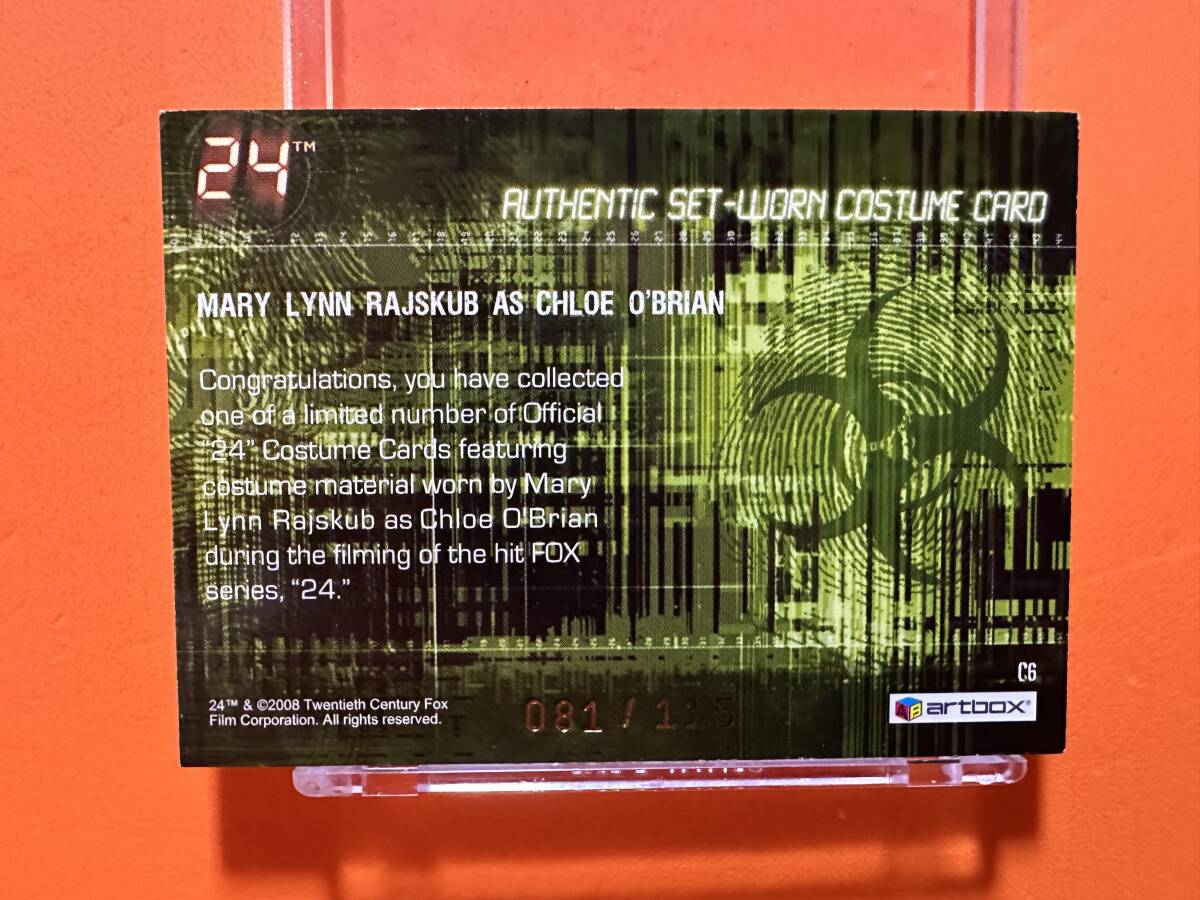 24™
AUTHENTIC SET-WORN COSTUME CARD
MARY LYNN RAJSKUB AS CHLOE O'BRIAN
Congratulations, you have collected
one of a limited number of Official
"24" Costume Cards featuring
costume material worn by Mary
Lynn Rajskub as Chloe O'Brian
during the filming of the hit FOX
series, "24."
C6
24™ & ©2008 Twentieth Century Fox
Film Corporation. All rights reserved.
081 / 115
AB artbox®